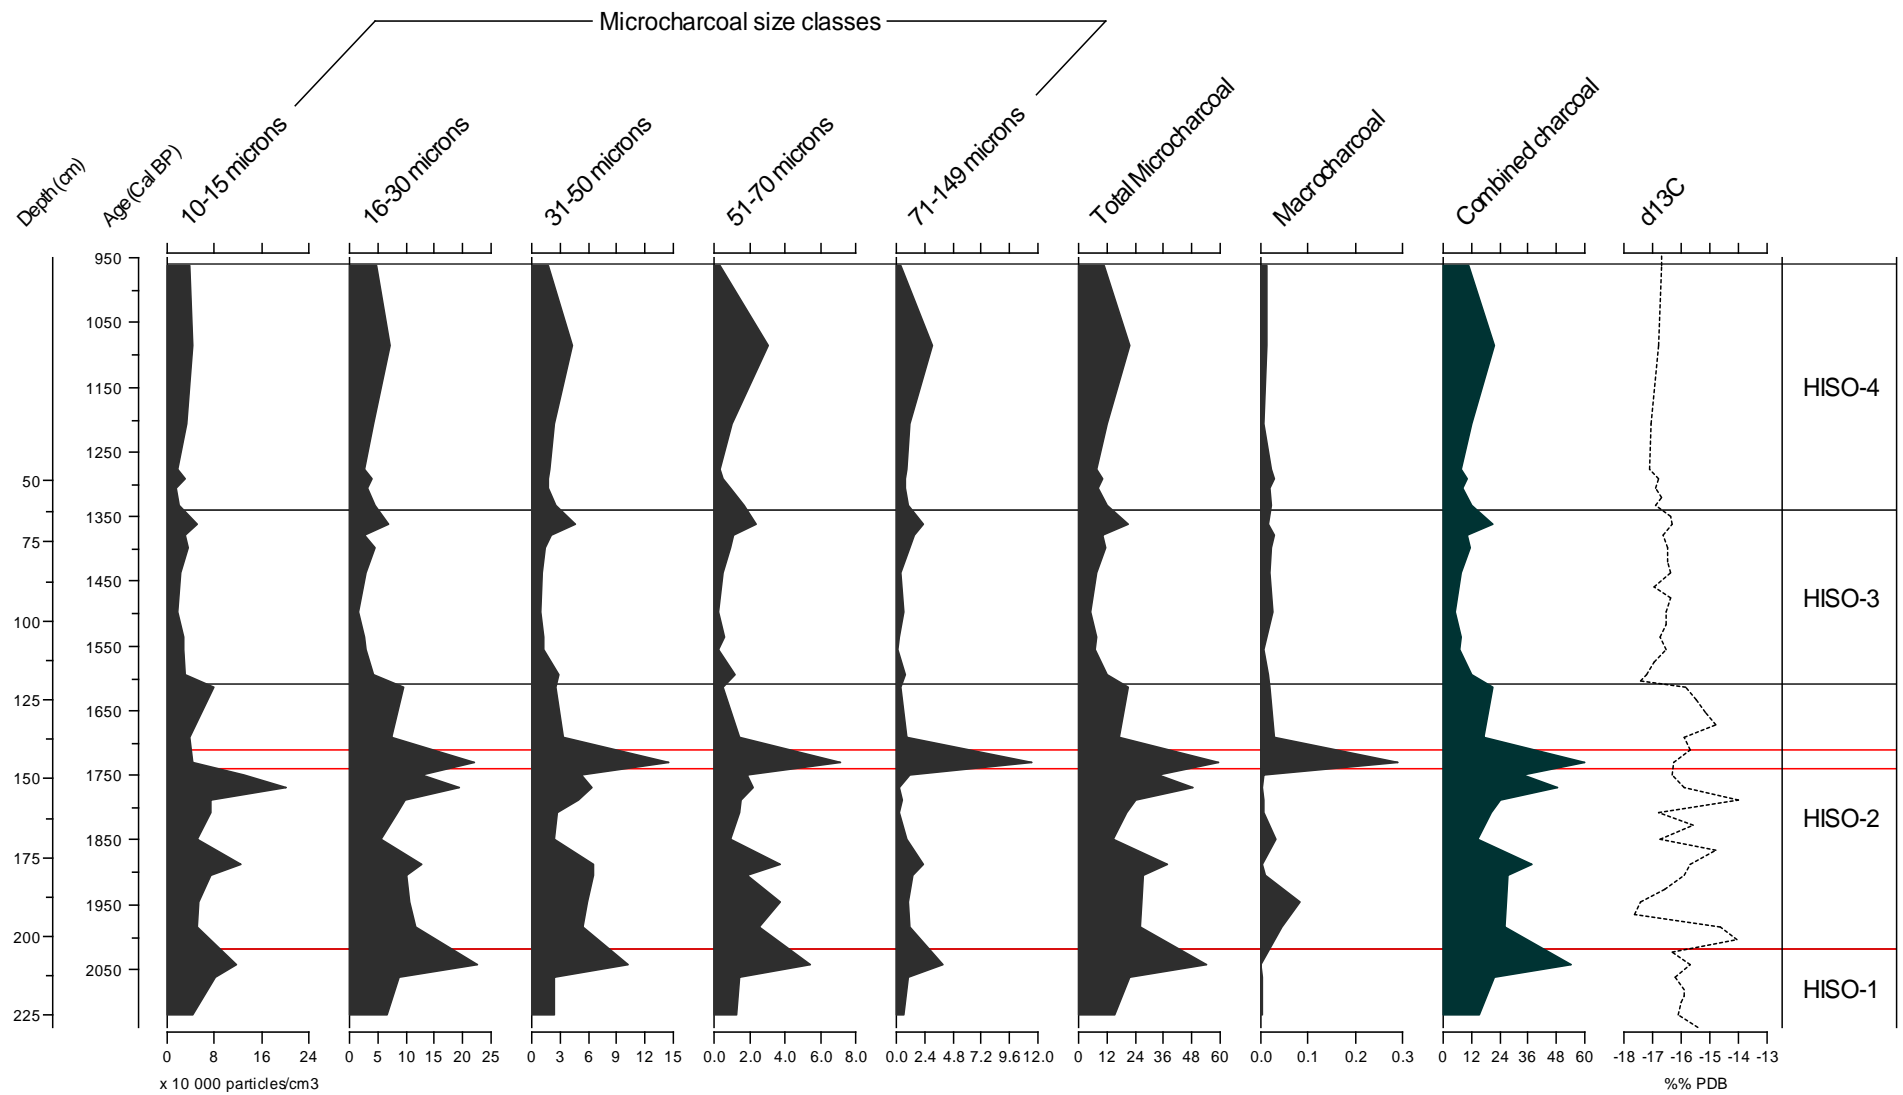 Microcharcoal size classes
Depth (cm)
Age (Cal BP)
10-15 microns
16-30 microns
31-50 microns
51-70 microns
71-149 microns
Total Microcharcoal
Macrocharcoal
Combined charcoal
d13C
950
1050
1150
1250
1350
1450
1550
1650
1750
1850
1950
2050
50
75
100
125
150
175
200
225
HISO-4
HISO-3
HISO-2
HISO-1
0 8 16 24
0 5 10 15 20 25
0 3 6 9 12 15
0.0 2.0 4.0 6.0 8.0
0.0 2.4 4.8 7.2 9.6 12.0
0 12 24 36 48 60
0.0 0.1 0.2 0.3
0 12 24 36 48 60
-18 -17 -16 -15 -14 -13
x 10 000 particles/cm3
%% PDB